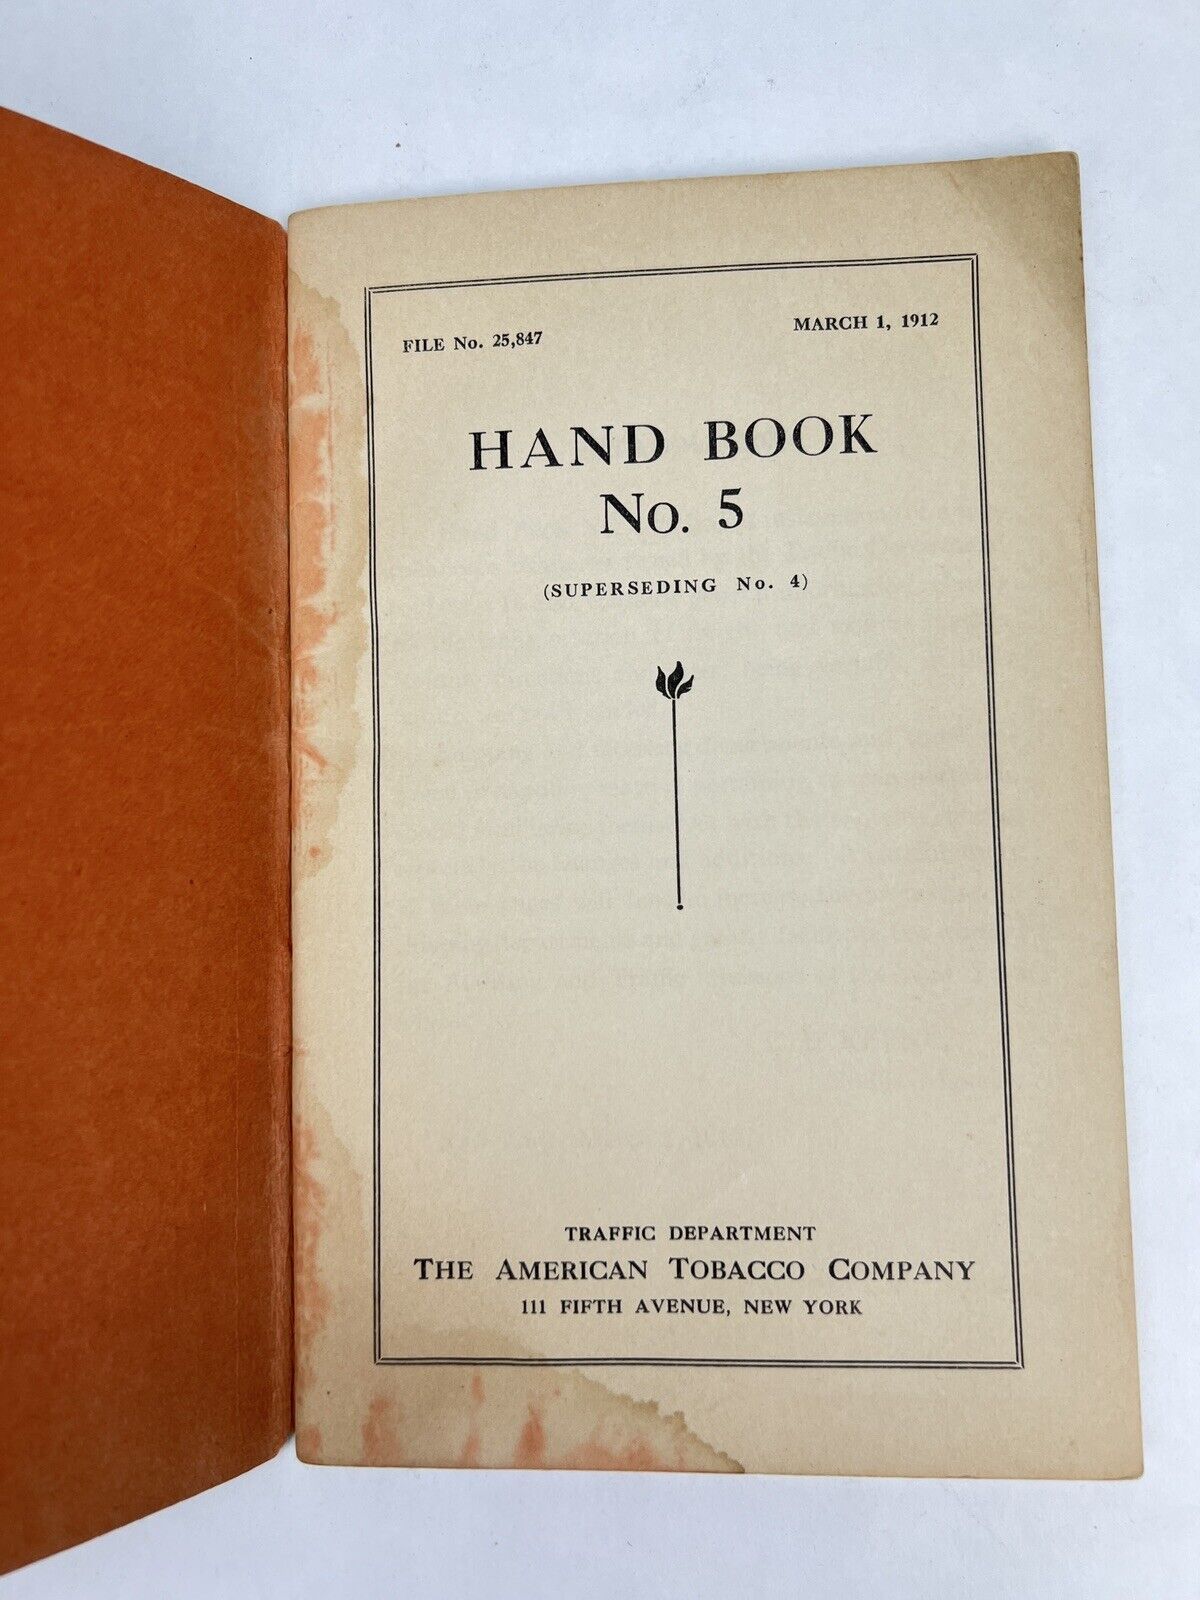 FILE No. 25,847
MARCH 1, 1912
HAND BOOK
No. 5
(SUPERSEDING No. 4)
TRAFFIC DEPARTMENT
THE AMERICAN TOBACCO COMPANY
111 FIFTH AVENUE, NEW YORK